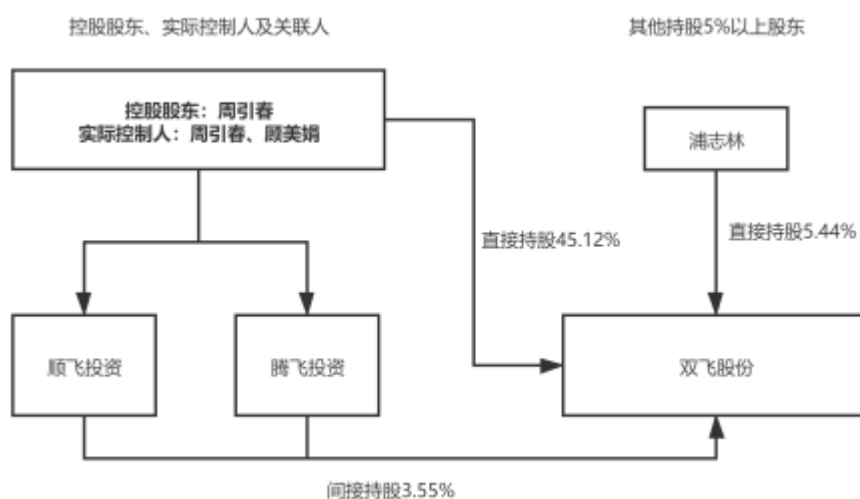 控股股东、实际控制人及关联人
其他持股5%以上股东
控股股东：周引春
实际控制人：周引春、顾美娟
浦志林
直接持股45.12%
直接持股5.44%
顺飞投资
腾飞投资
双飞股份
间接持股3.55%